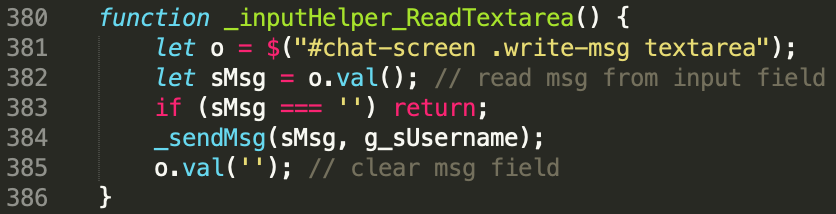 380 function _inputHelper_ReadTextarea() {
381 let o = $("#chat-screen .write-msg textarea");
382 let sMsg = o.val(); // read msg from input field
383 if (sMsg === '') return;
384 _sendMsg(sMsg, g_sUsername);
385 o.val(''); // clear msg field
386 }